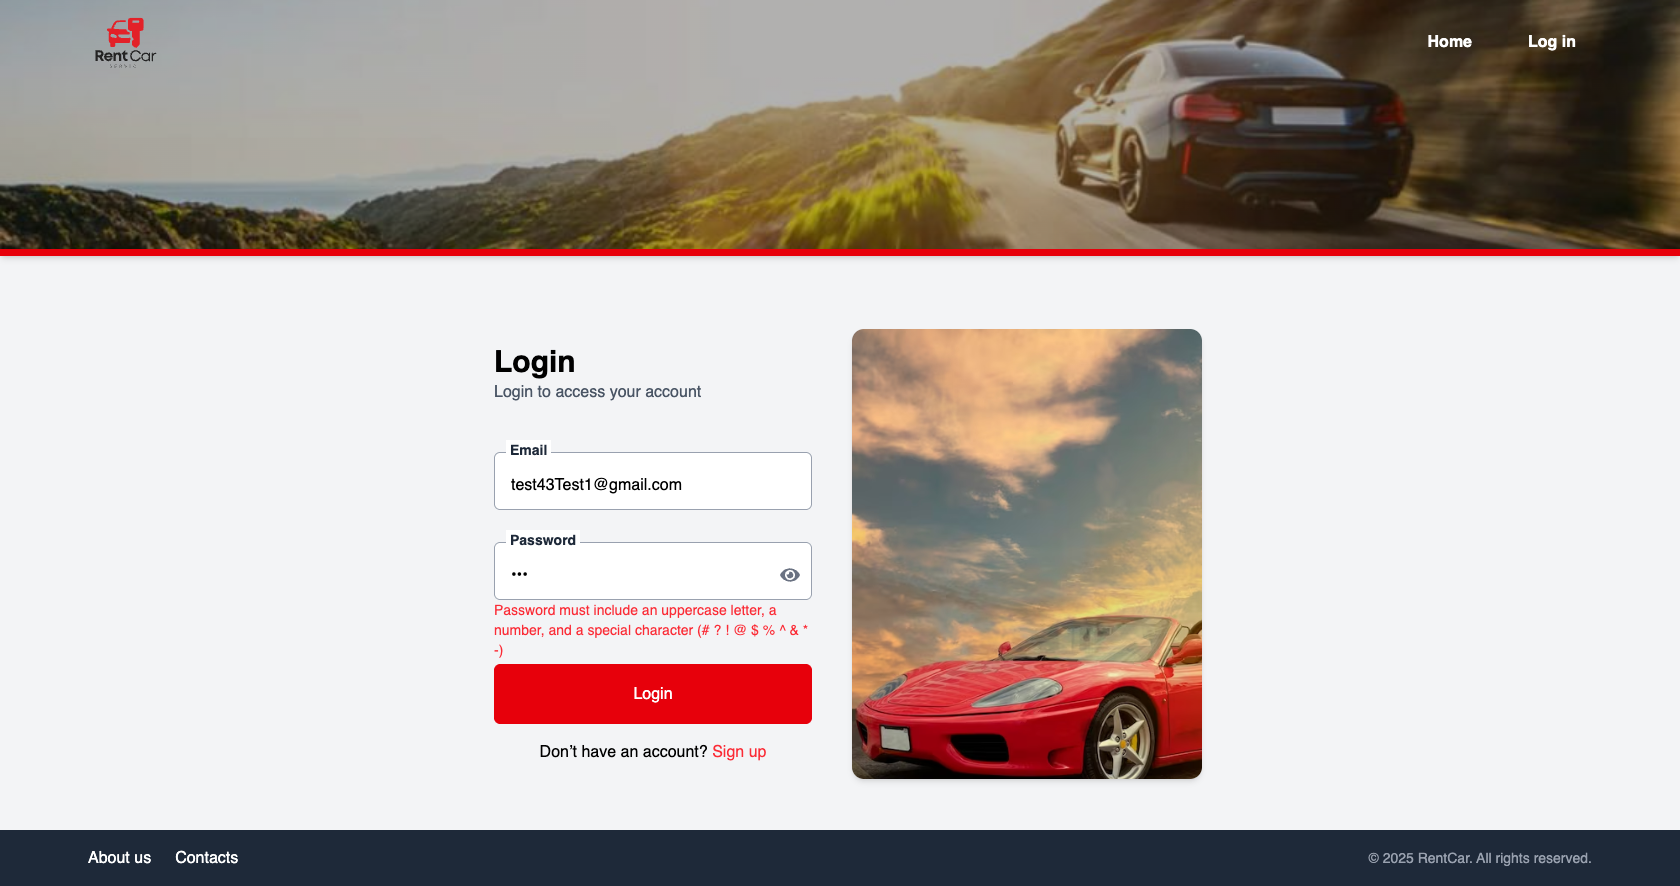 Rent Car
Home
Log in
Login
Login to access your account
Email
test43Test1@gmail.com
Password
•••
Password must include an uppercase letter, a
number, and a special character (# ? ! @ $ % ^ & *
-)
Login
Don't have an account? Sign up
About us
Contacts
© 2025 RentCar. All rights reserved.